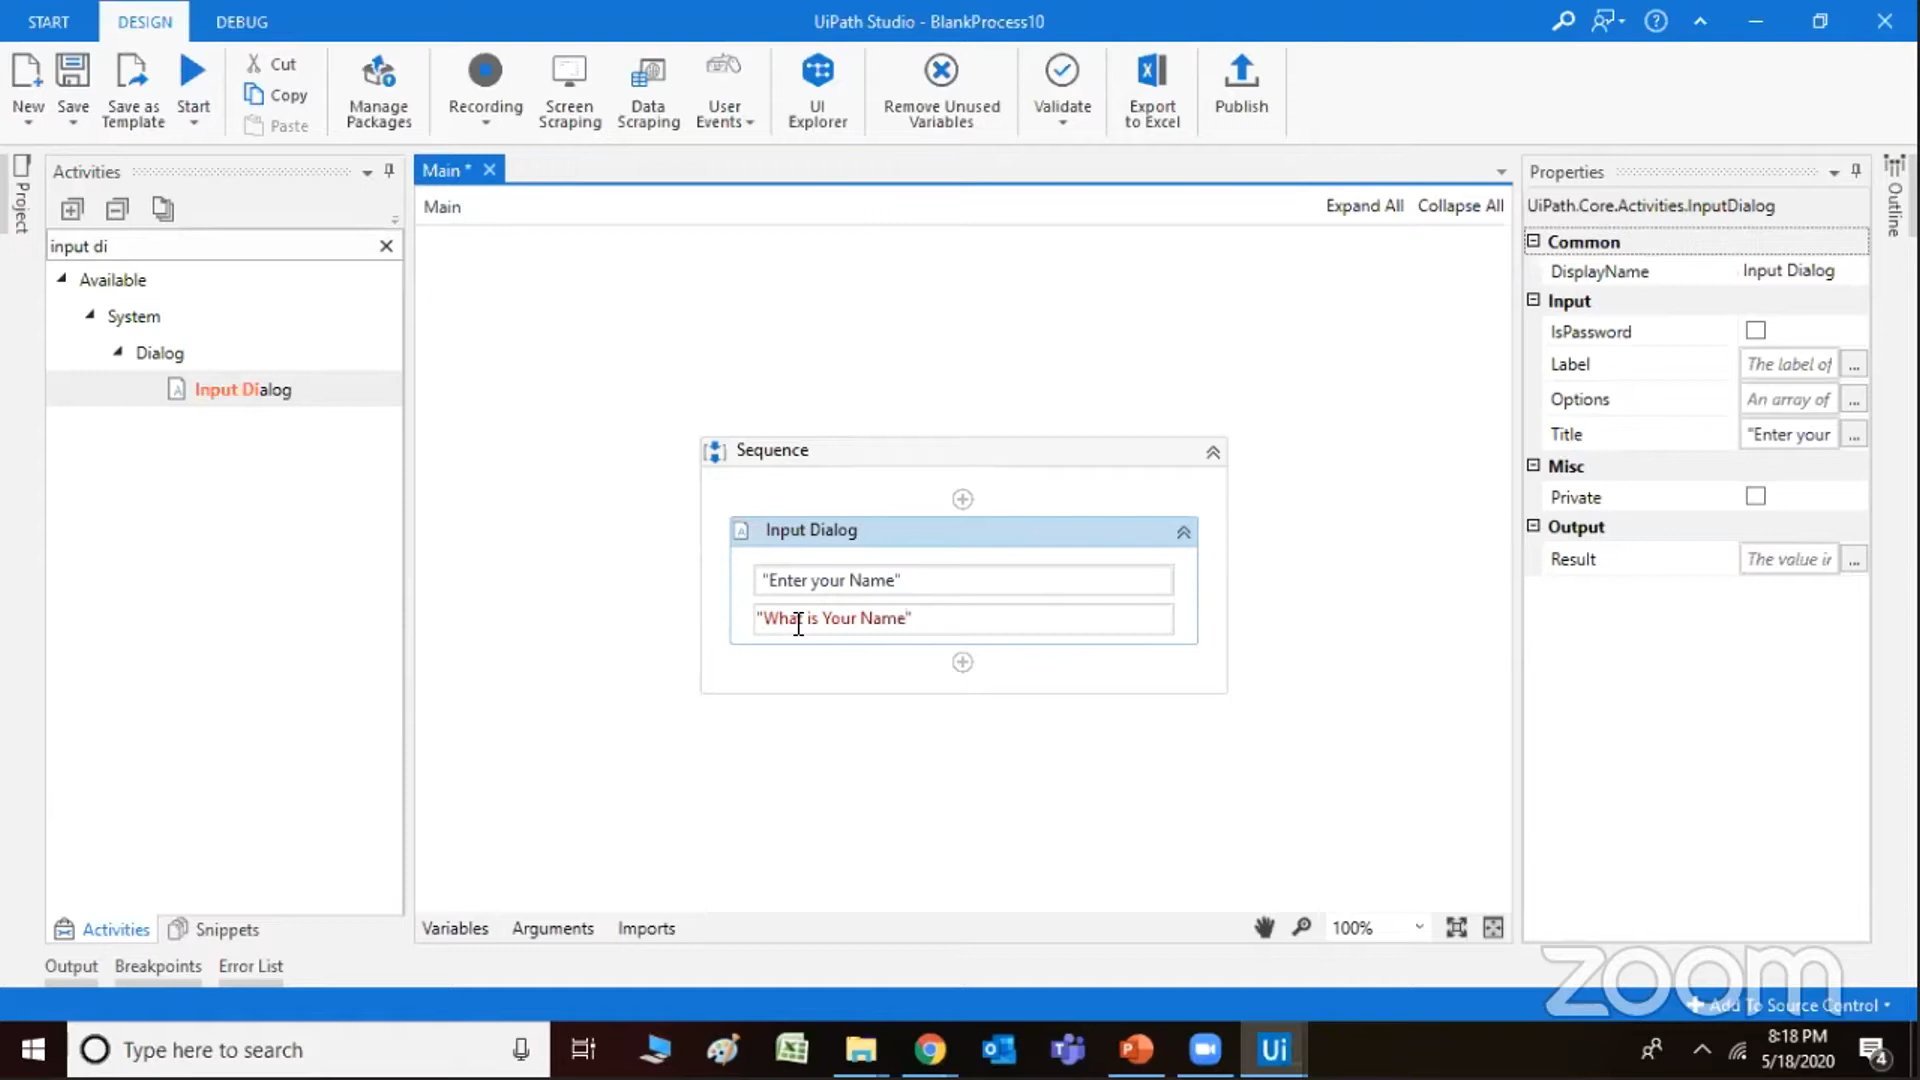 START
DESIGN
DEBUG
UiPath Studio - BlankProcess10
New
Save
Save as
Template
Start
Cut
Copy
Paste
Manage
Packages
Recording
Screen
Scraping
Data
Scraping
User
Events
UI
Explorer
Remove Unused
Variables
Validate
Export
to Excel
Publish
Project
Activities
input di
Available
System
Dialog
Input Dialog
Main *
Main
Expand All
Collapse All
Sequence
Input Dialog
"Enter your Name"
"What is Your Name"
Properties
UiPath.Core.Activities.InputDialog
Common
DisplayName
Input Dialog
Input
IsPassword
Label
The label of
...
Options
An array of
...
Title
"Enter your
...
Misc
Private
Output
Result
The value ir
...
Outline
Activities
Snippets
Variables
Arguments
Imports
100%
Output
Breakpoints
Error List
zoom
Add To Source Control
Type here to search
Ui
8:18 PM
5/18/2020
4